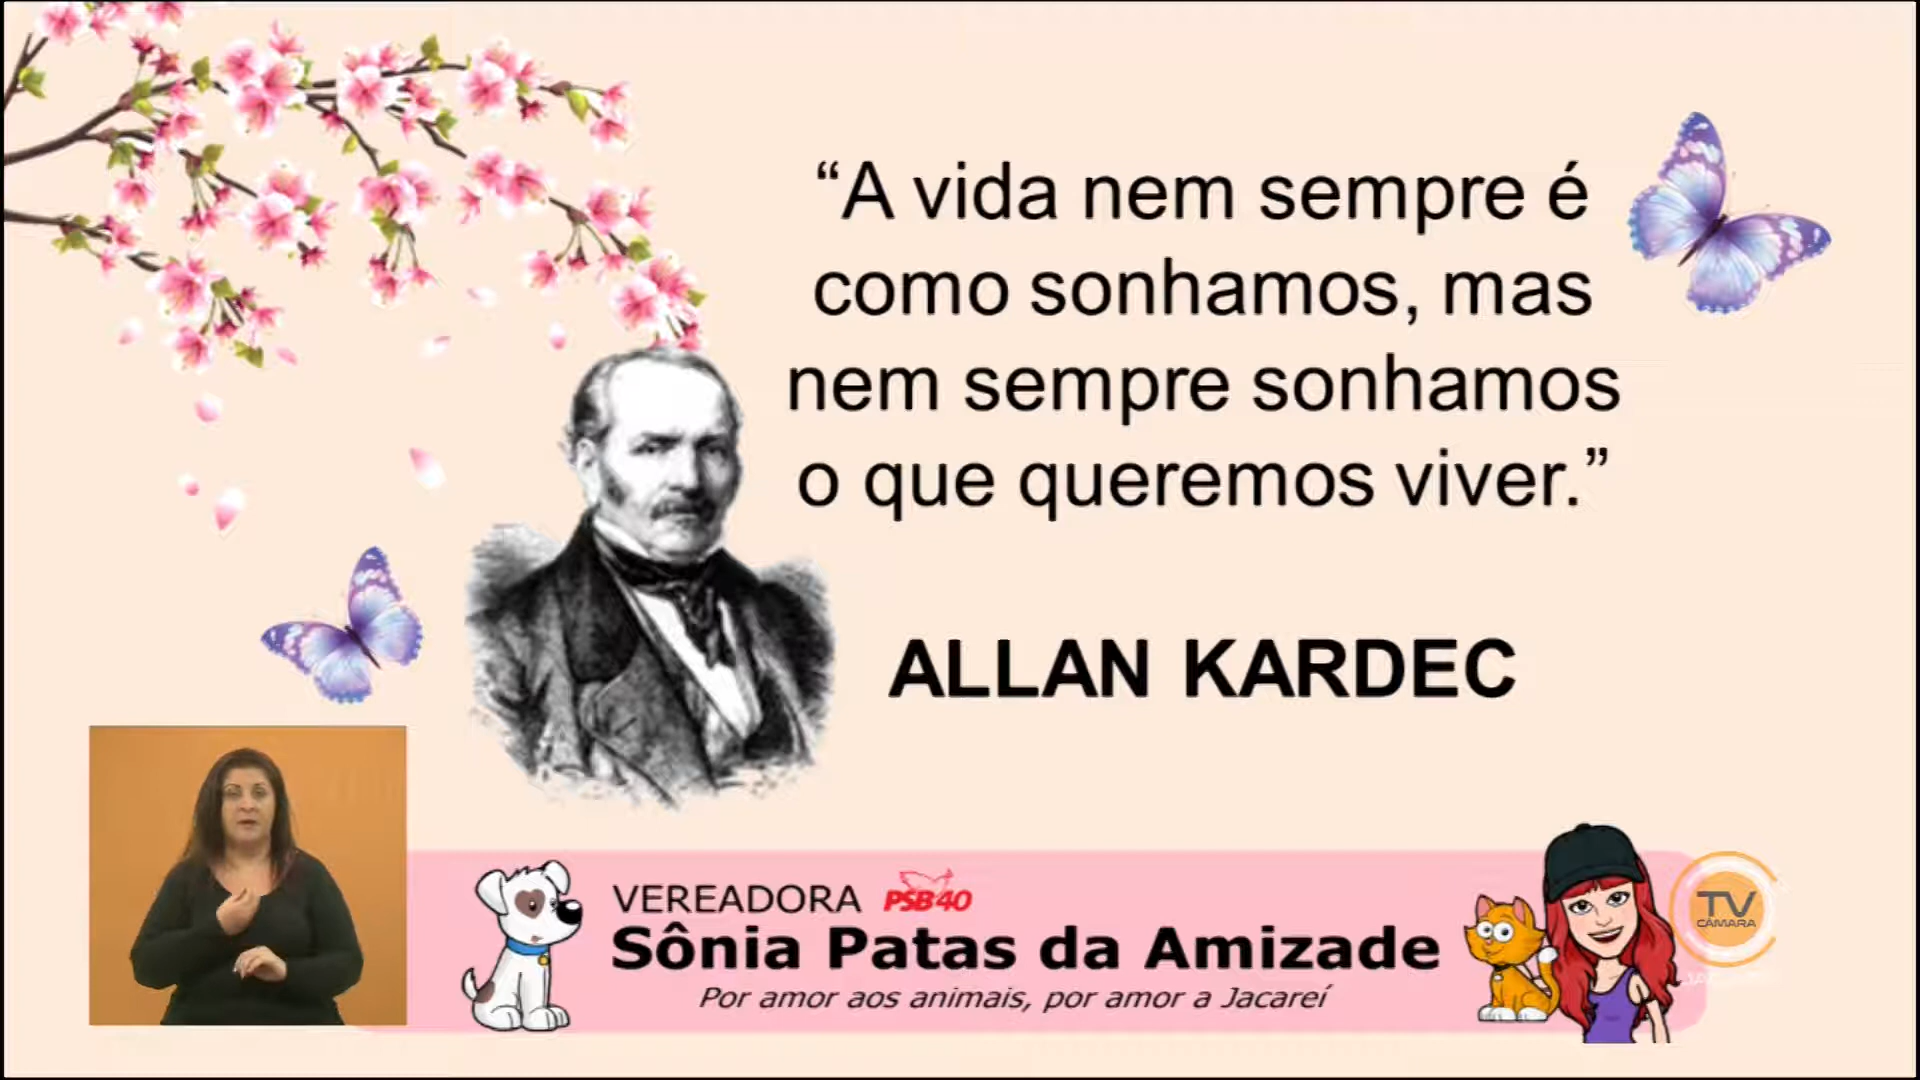 “A vida nem sempre é
como sonhamos, mas
nem sempre sonhamos
o que queremos viver.”
ALLAN KARDEC
VEREADORA PSB40
Sônia Patas da Amizade
Por amor aos animais, por amor a Jacareí
TV
CÂMARA